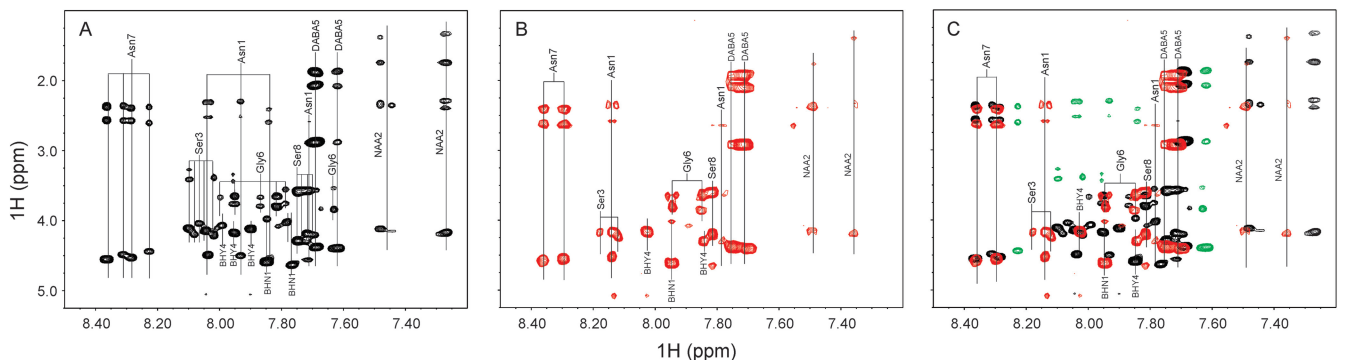 A
B
C
1H (ppm)
1H (ppm)
2.0
3.0
4.0
5.0
8.40
8.20
8.00
7.80
7.60
7.40
8.40
8.20
8.00
7.80
7.60
7.40
8.40
8.20
8.00
7.80
7.60
7.40
1H (ppm)
Asn7
Asn1
DABA5
DABA5
Asn1
Ser3
Gly6
Ser8
Gly6
NAA2
NAA2
BHY4
BHY4
BHY4
BHN1
BHN1
Asn7
Asn1
DABA5
DABA5
Asn1
Gly6
Ser8
Ser3
NAA2
NAA2
BHY4
BHN1
BHY4
Asn7
Asn1
DABA5
DABA5
Asn1
Gly6
Ser8
Ser3
BHY4
NAA2
NAA2
BHN1
BHY4